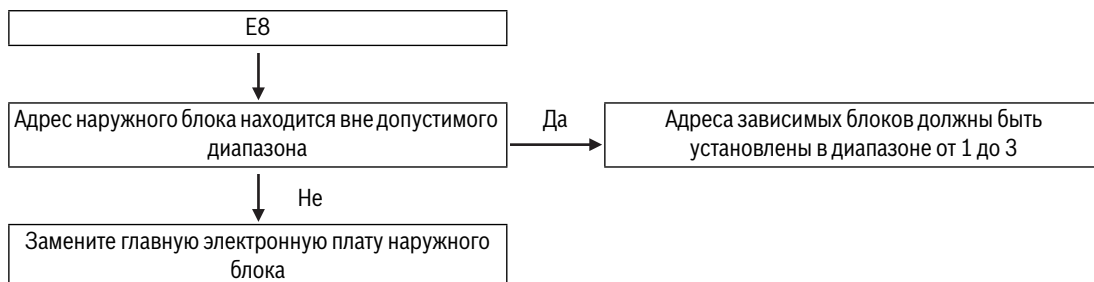 E8
Адрес наружного блока находится вне допустимого
диапазона
Да
Адреса зависимых блоков должны быть
установлены в диапазоне от 1 до 3
Не
Замените главную электронную плату наружного
блока